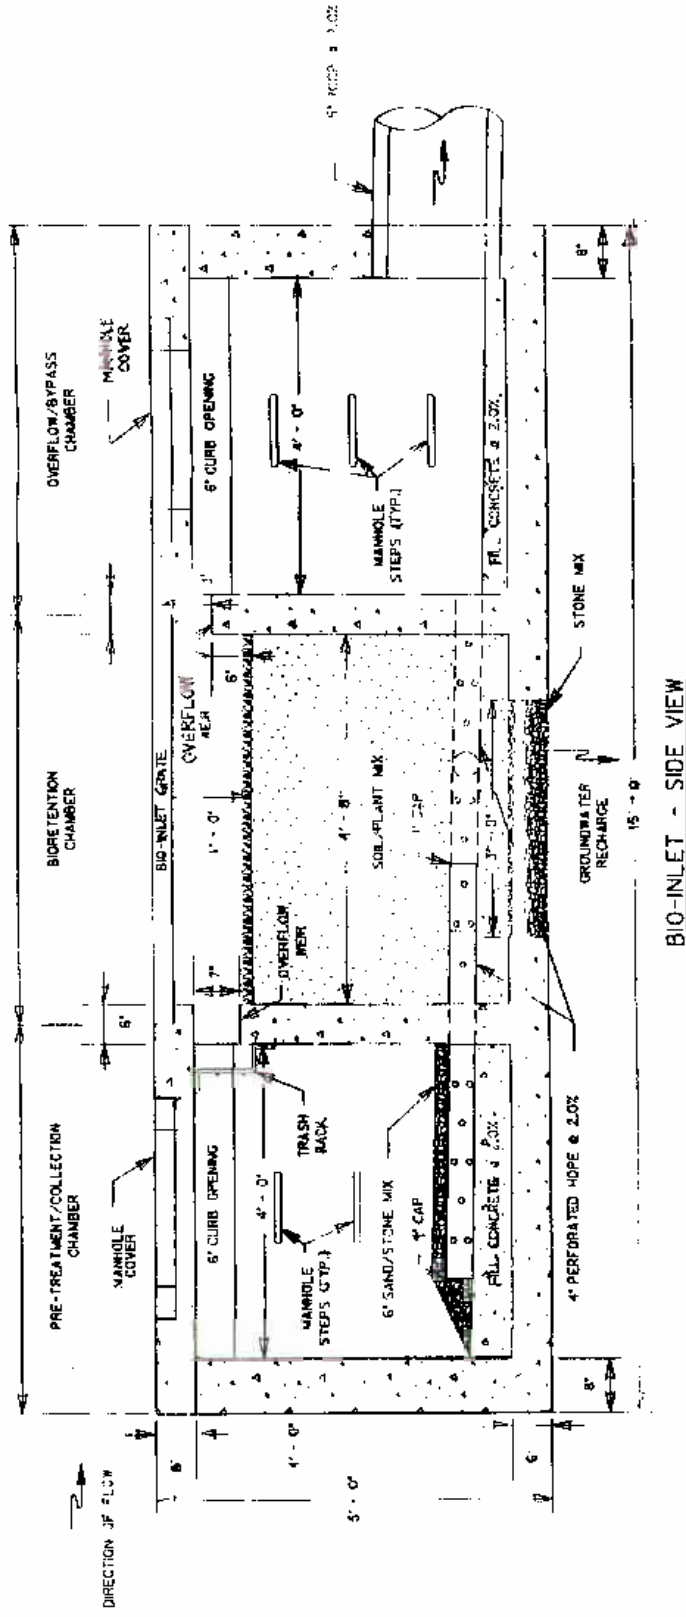 DIRECTION OF FLOW
PRE-TREATMENT/COLLECTION
CHAMBER
BIORETENTION
CHAMBER
OVERFLOW/BYPASS
CHAMBER
MANHOLE
COVER
6"
BIO-INLET GRATE
MANHOLE
COVER
6" CURB OPENING
7"
1' - 0"
OVERFLOW
WEIR
6"
6" CURB OPENING
4' - 0"
TRASH
RACK
OVERFLOW
WEIR
4' - 0"
MANHOLE
STEPS (TYP.)
4' - 8"
SOIL/PLANT MIX
MANHOLE
STEPS (TYP.)
6" SAND/STONE MIX
CAP
CAP
FILL CONCRETE @ 2.0%
3' - 0"
FILL CONCRETE @ 2.0%
4' - 0"
5' - 0"
6"
8"
4" PERFORATED HDPE @ 2.0%
GROUNDWATER
RECHARGE
STONE MIX
8"
15' - 0"
BIO-INLET - SIDE VIEW